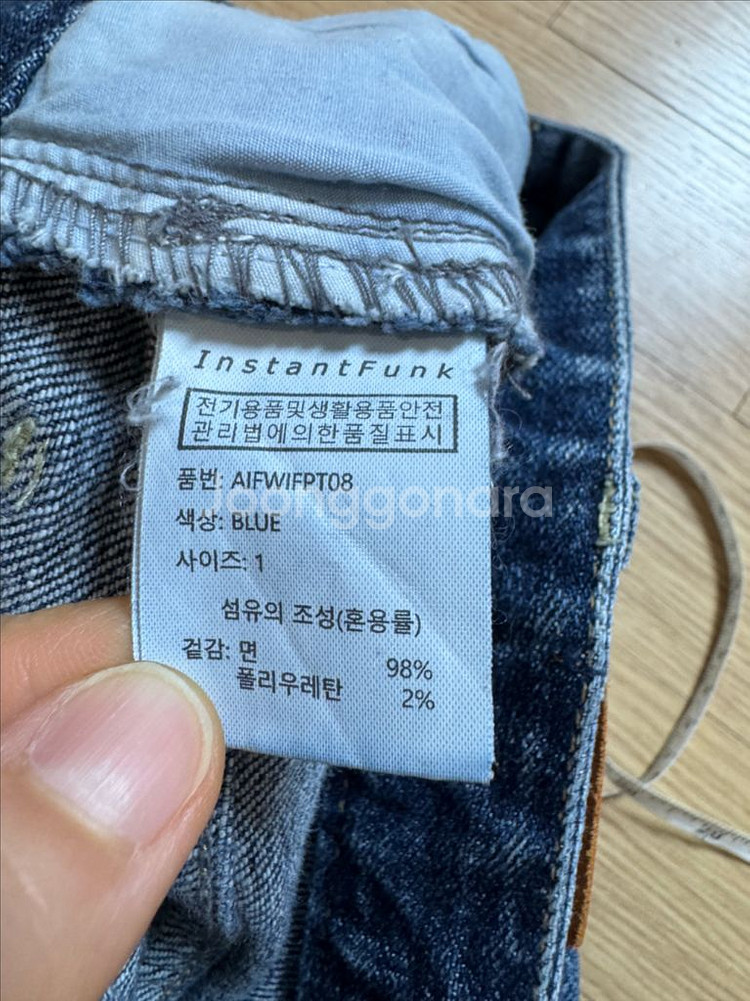 InstantFunk
전기용품및생활용품안전
관리법에의한품질표시
품번: AIFWIFPT08
joonggonara
색상: BLUE
사이즈: 1
섬유의 조성(혼용률)
겉감: 면 98%
폴리우레탄 2%